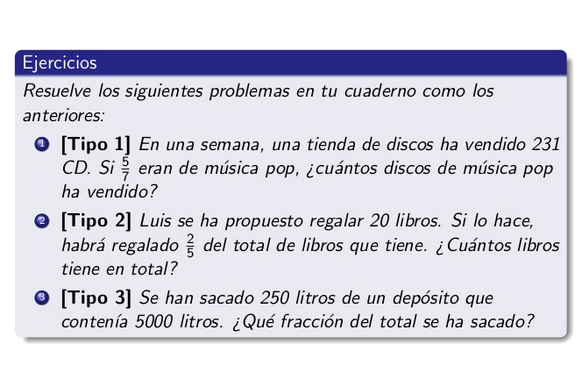 Ejercicios
Resuelve los siguientes problemas en tu cuaderno como los
anteriores:
1 [Tipo 1] En una semana, una tienda de discos ha vendido 231
CD. Si 5/7 eran de música pop, ¿cuántos discos de música pop
ha vendido?
2 [Tipo 2] Luis se ha propuesto regalar 20 libros. Si lo hace,
habrá regalado 2/5 del total de libros que tiene. ¿Cuántos libros
tiene en total?
3 [Tipo 3] Se han sacado 250 litros de un depósito que
contenía 5000 litros. ¿Qué fracción del total se ha sacado?